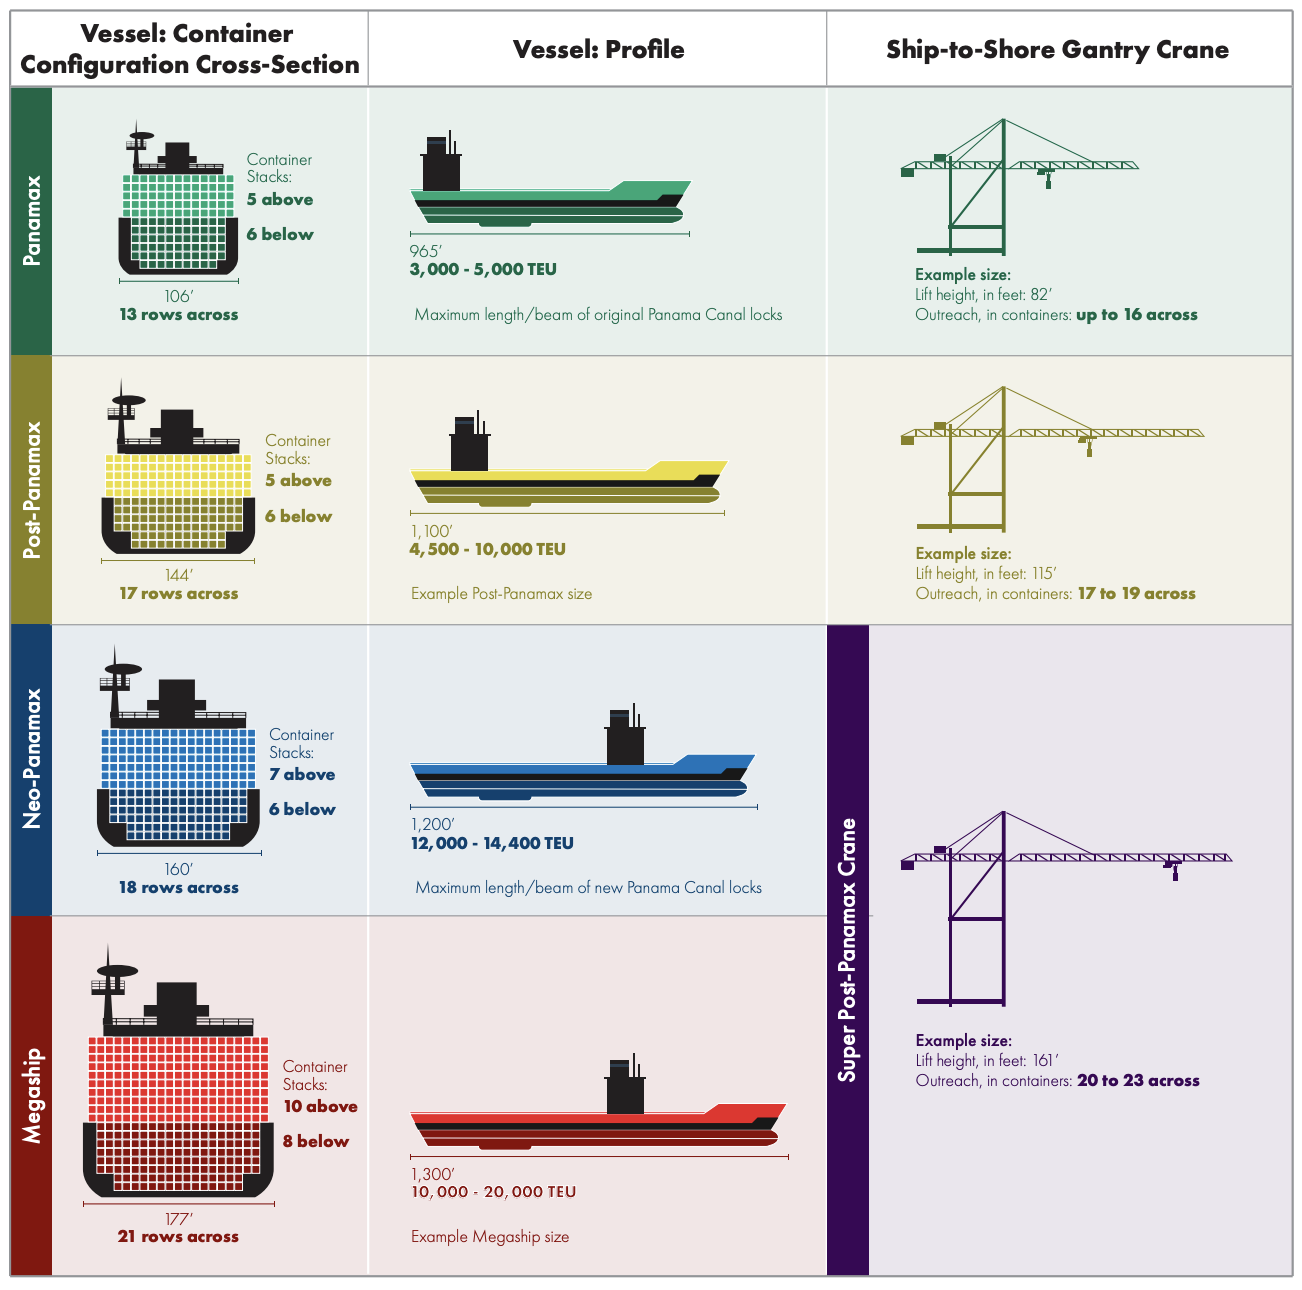 Vessel: Container
Configuration Cross-Section
Vessel: Profile
Ship-to-Shore Gantry Crane
Panamax
Container
Stacks:
5 above
6 below
106′
13 rows across
965′
3,000 - 5,000 TEU
Maximum length/beam of original Panama Canal locks
Example size:
Lift height, in feet: 82′
Outreach, in containers: up to 16 across
Post-Panamax
Container
Stacks:
5 above
6 below
144′
17 rows across
1,100′
4,500 - 10,000 TEU
Example Post-Panamax size
Example size:
Lift height, in feet: 115′
Outreach, in containers: 17 to 19 across
Neo-Panamax
Container
Stacks:
7 above
6 below
160′
18 rows across
1,200′
12,000 - 14,400 TEU
Maximum length/beam of new Panama Canal locks
Megaship
Container
Stacks:
10 above
8 below
177′
21 rows across
1,300′
10,000 - 20,000 TEU
Example Megaship size
Super Post-Panamax Crane
Example size:
Lift height, in feet: 161′
Outreach, in containers: 20 to 23 across